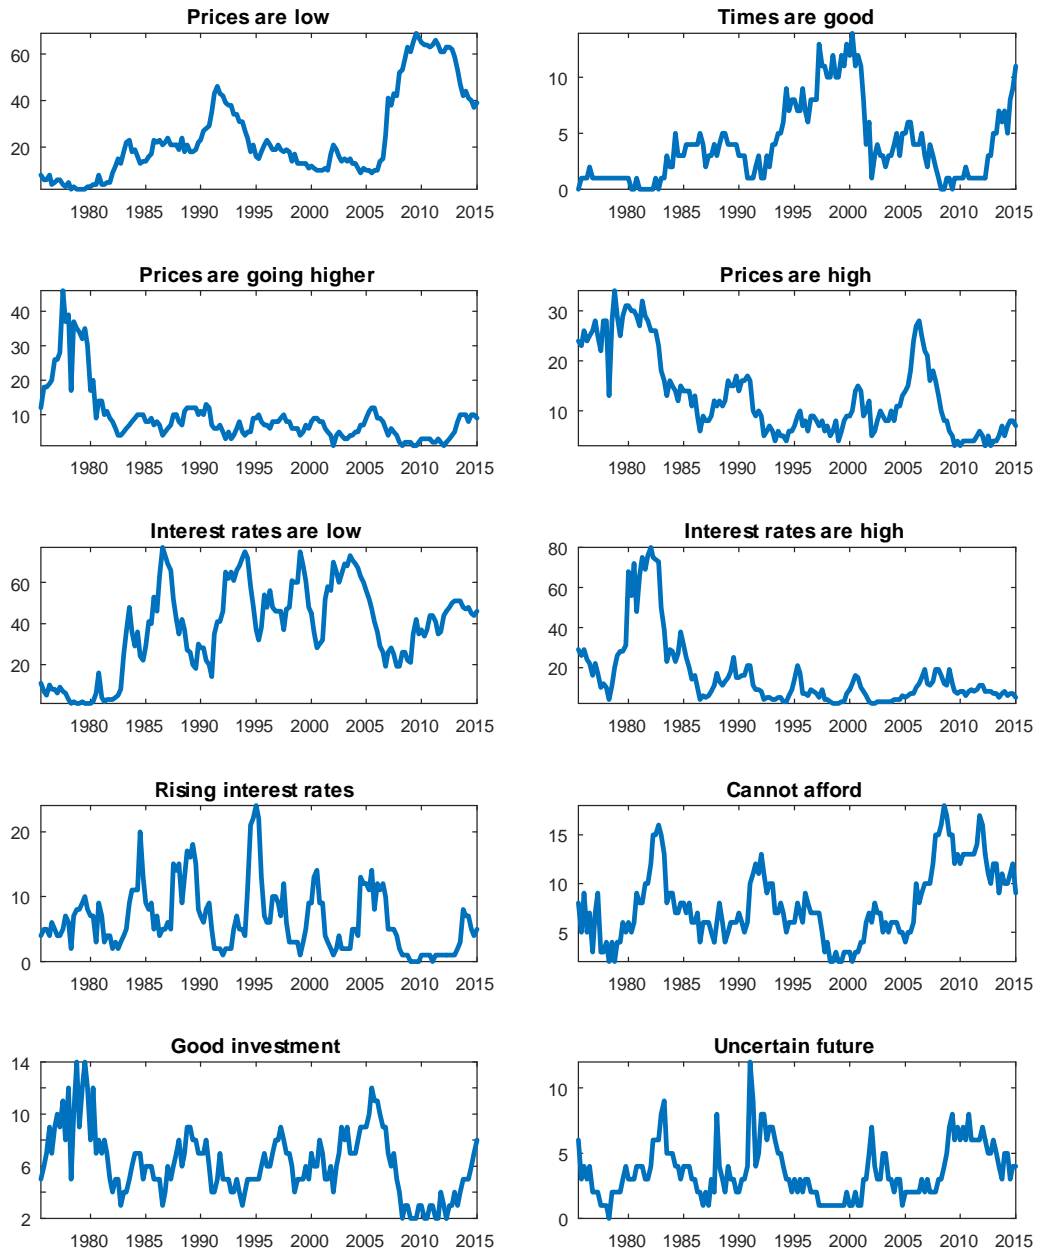 Prices are low
60
40
20
1980 1985 1990 1995 2000 2005 2010 2015
Times are good
10
5
0
1980 1985 1990 1995 2000 2005 2010 2015
Prices are going higher
40
30
20
10
1980 1985 1990 1995 2000 2005 2010 2015
Prices are high
30
20
10
1980 1985 1990 1995 2000 2005 2010 2015
Interest rates are low
60
40
20
1980 1985 1990 1995 2000 2005 2010 2015
Interest rates are high
80
60
40
20
1980 1985 1990 1995 2000 2005 2010 2015
Rising interest rates
20
10
0
1980 1985 1990 1995 2000 2005 2010 2015
Cannot afford
15
10
5
1980 1985 1990 1995 2000 2005 2010 2015
Good investment
14
10
6
2
1980 1985 1990 1995 2000 2005 2010 2015
Uncertain future
10
5
0
1980 1985 1990 1995 2000 2005 2010 2015